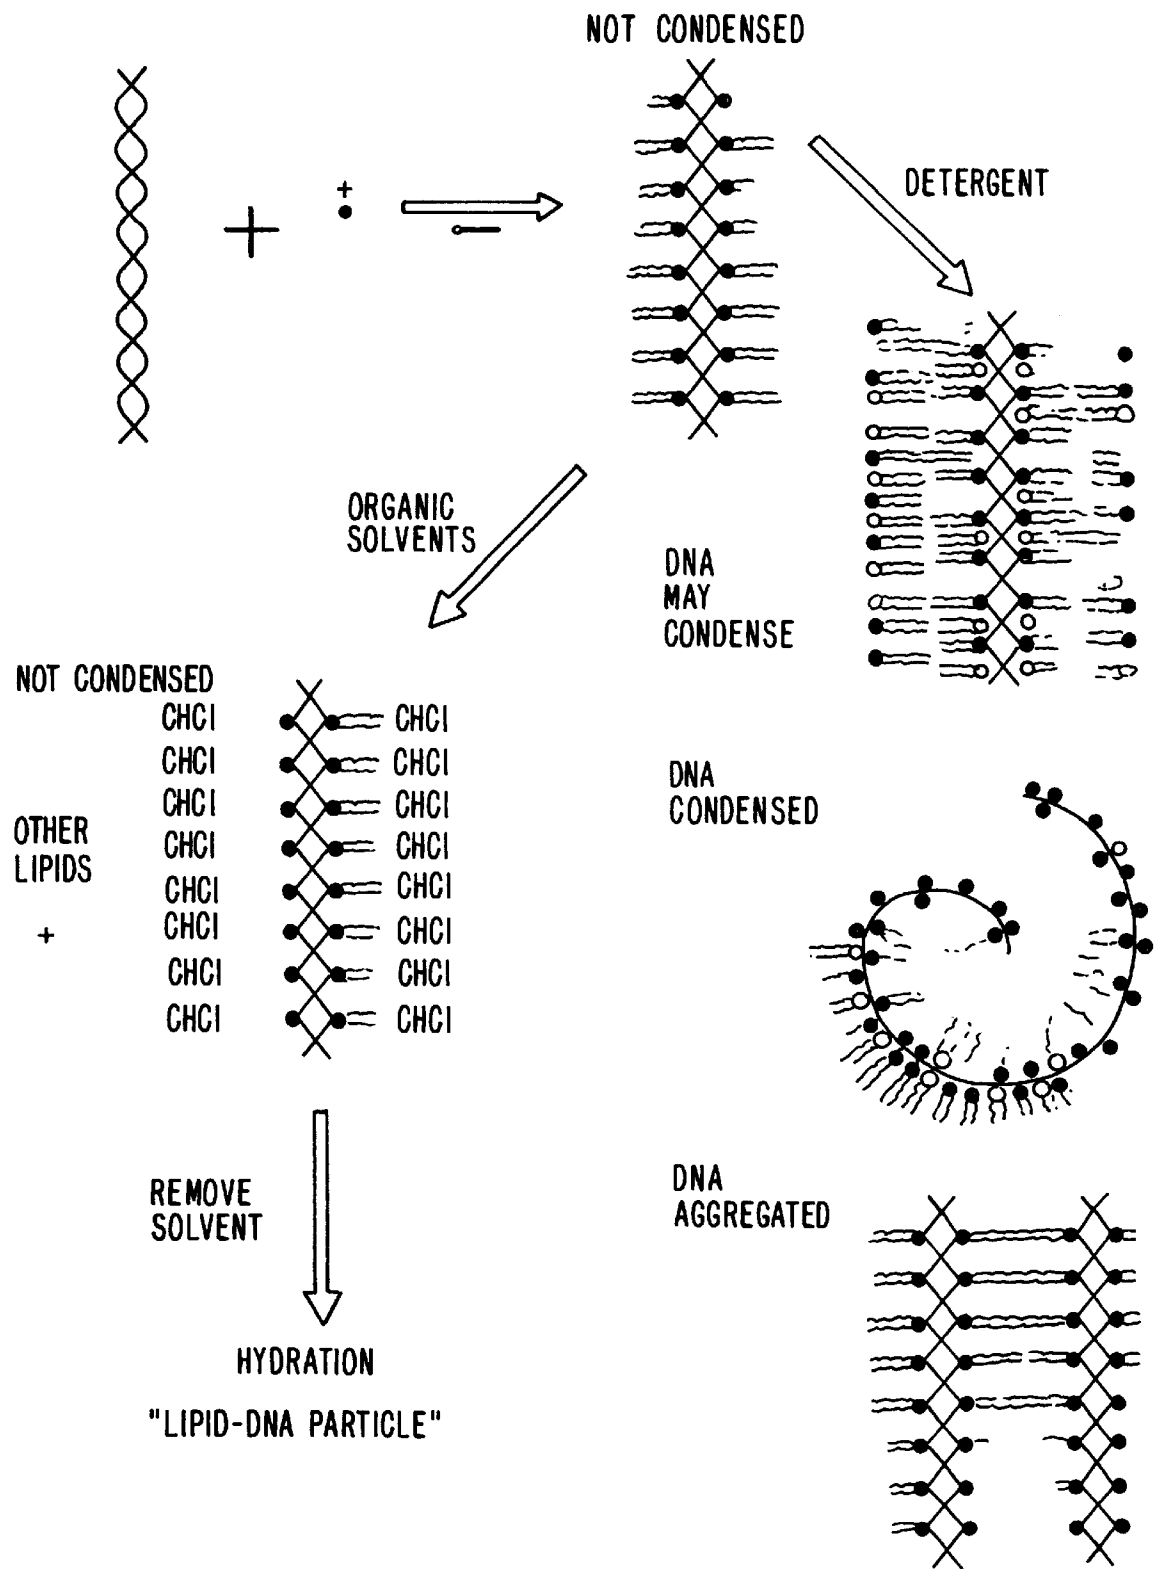 NOT CONDENSED
+
+
DETERGENT
ORGANIC
SOLVENTS
DNA
MAY
CONDENSE
NOT CONDENSED
CHCl CHCl
CHCl CHCl
CHCl CHCl
CHCl CHCl
CHCl CHCl
CHCl CHCl
CHCl CHCl
CHCl CHCl
OTHER
LIPIDS
+
DNA
CONDENSED
REMOVE
SOLVENT
HYDRATION
"LIPID-DNA PARTICLE"
DNA
AGGREGATED